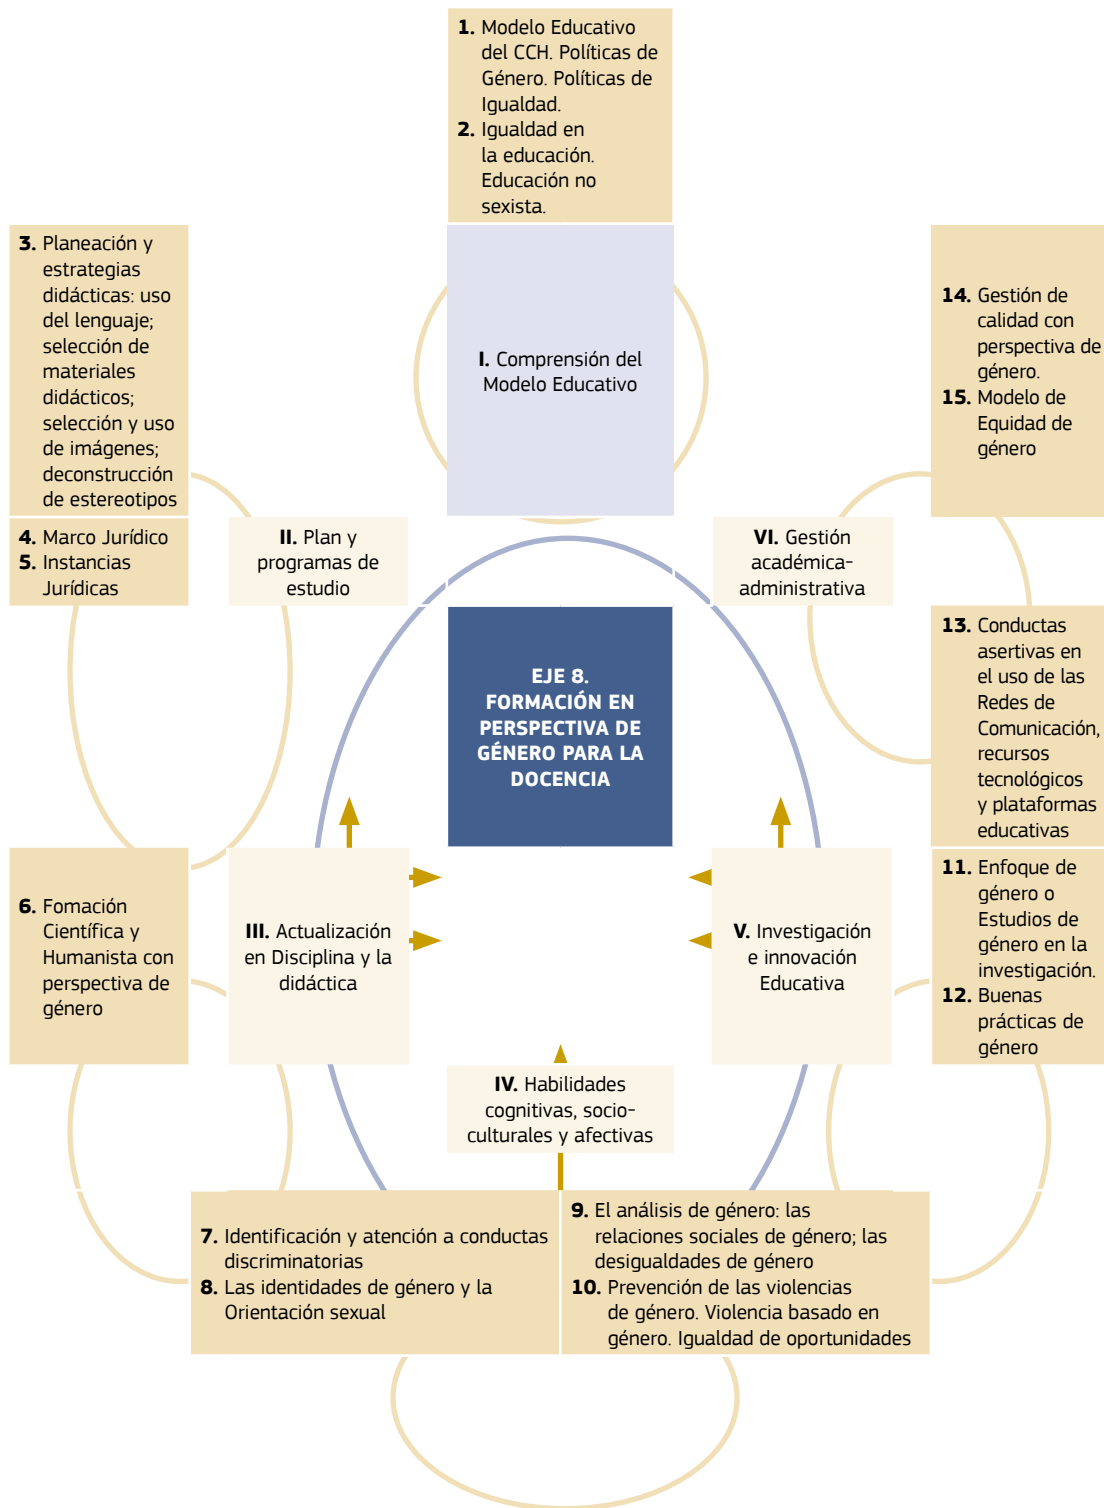 1. Modelo Educativo
del CCH. Políticas de
Género. Políticas de
Igualdad.
2. Igualdad en
la educación.
Educación no
sexista.
I. Comprensión del
Modelo Educativo
3. Planeación y
estrategias
didácticas: uso
del lenguaje;
selección de
materiales
didácticos;
selección y uso
de imágenes;
deconstrucción
de estereotipos
4. Marco Jurídico
5. Instancias
Jurídicas
II. Plan y
programas de
estudio
14. Gestión de
calidad con
perspectiva de
género.
15. Modelo de
Equidad de
género
VI. Gestión
académica-
administrativa
EJE 8.
FORMACIÓN EN
PERSPECTIVA DE
GÉNERO PARA LA
DOCENCIA
13. Conductas
asertivas en
el uso de las
Redes de
Comunicación,
recursos
tecnológicos
y plataformas
educativas
6. Fomación
Científica y
Humanista con
perspectiva de
género
III. Actualización
en Disciplina y la
didáctica
V. Investigación
e innovación
Educativa
11. Enfoque de
género o
Estudios de
género en la
investigación.
12. Buenas
prácticas de
género
IV. Habilidades
cognitivas, socio-
culturales y afectivas
7. Identificación y atención a conductas
discriminatorias
8. Las identidades de género y la
Orientación sexual
9. El análisis de género: las
relaciones sociales de género; las
desigualdades de género
10. Prevención de las violencias
de género. Violencia basado en
género. Igualdad de oportunidades